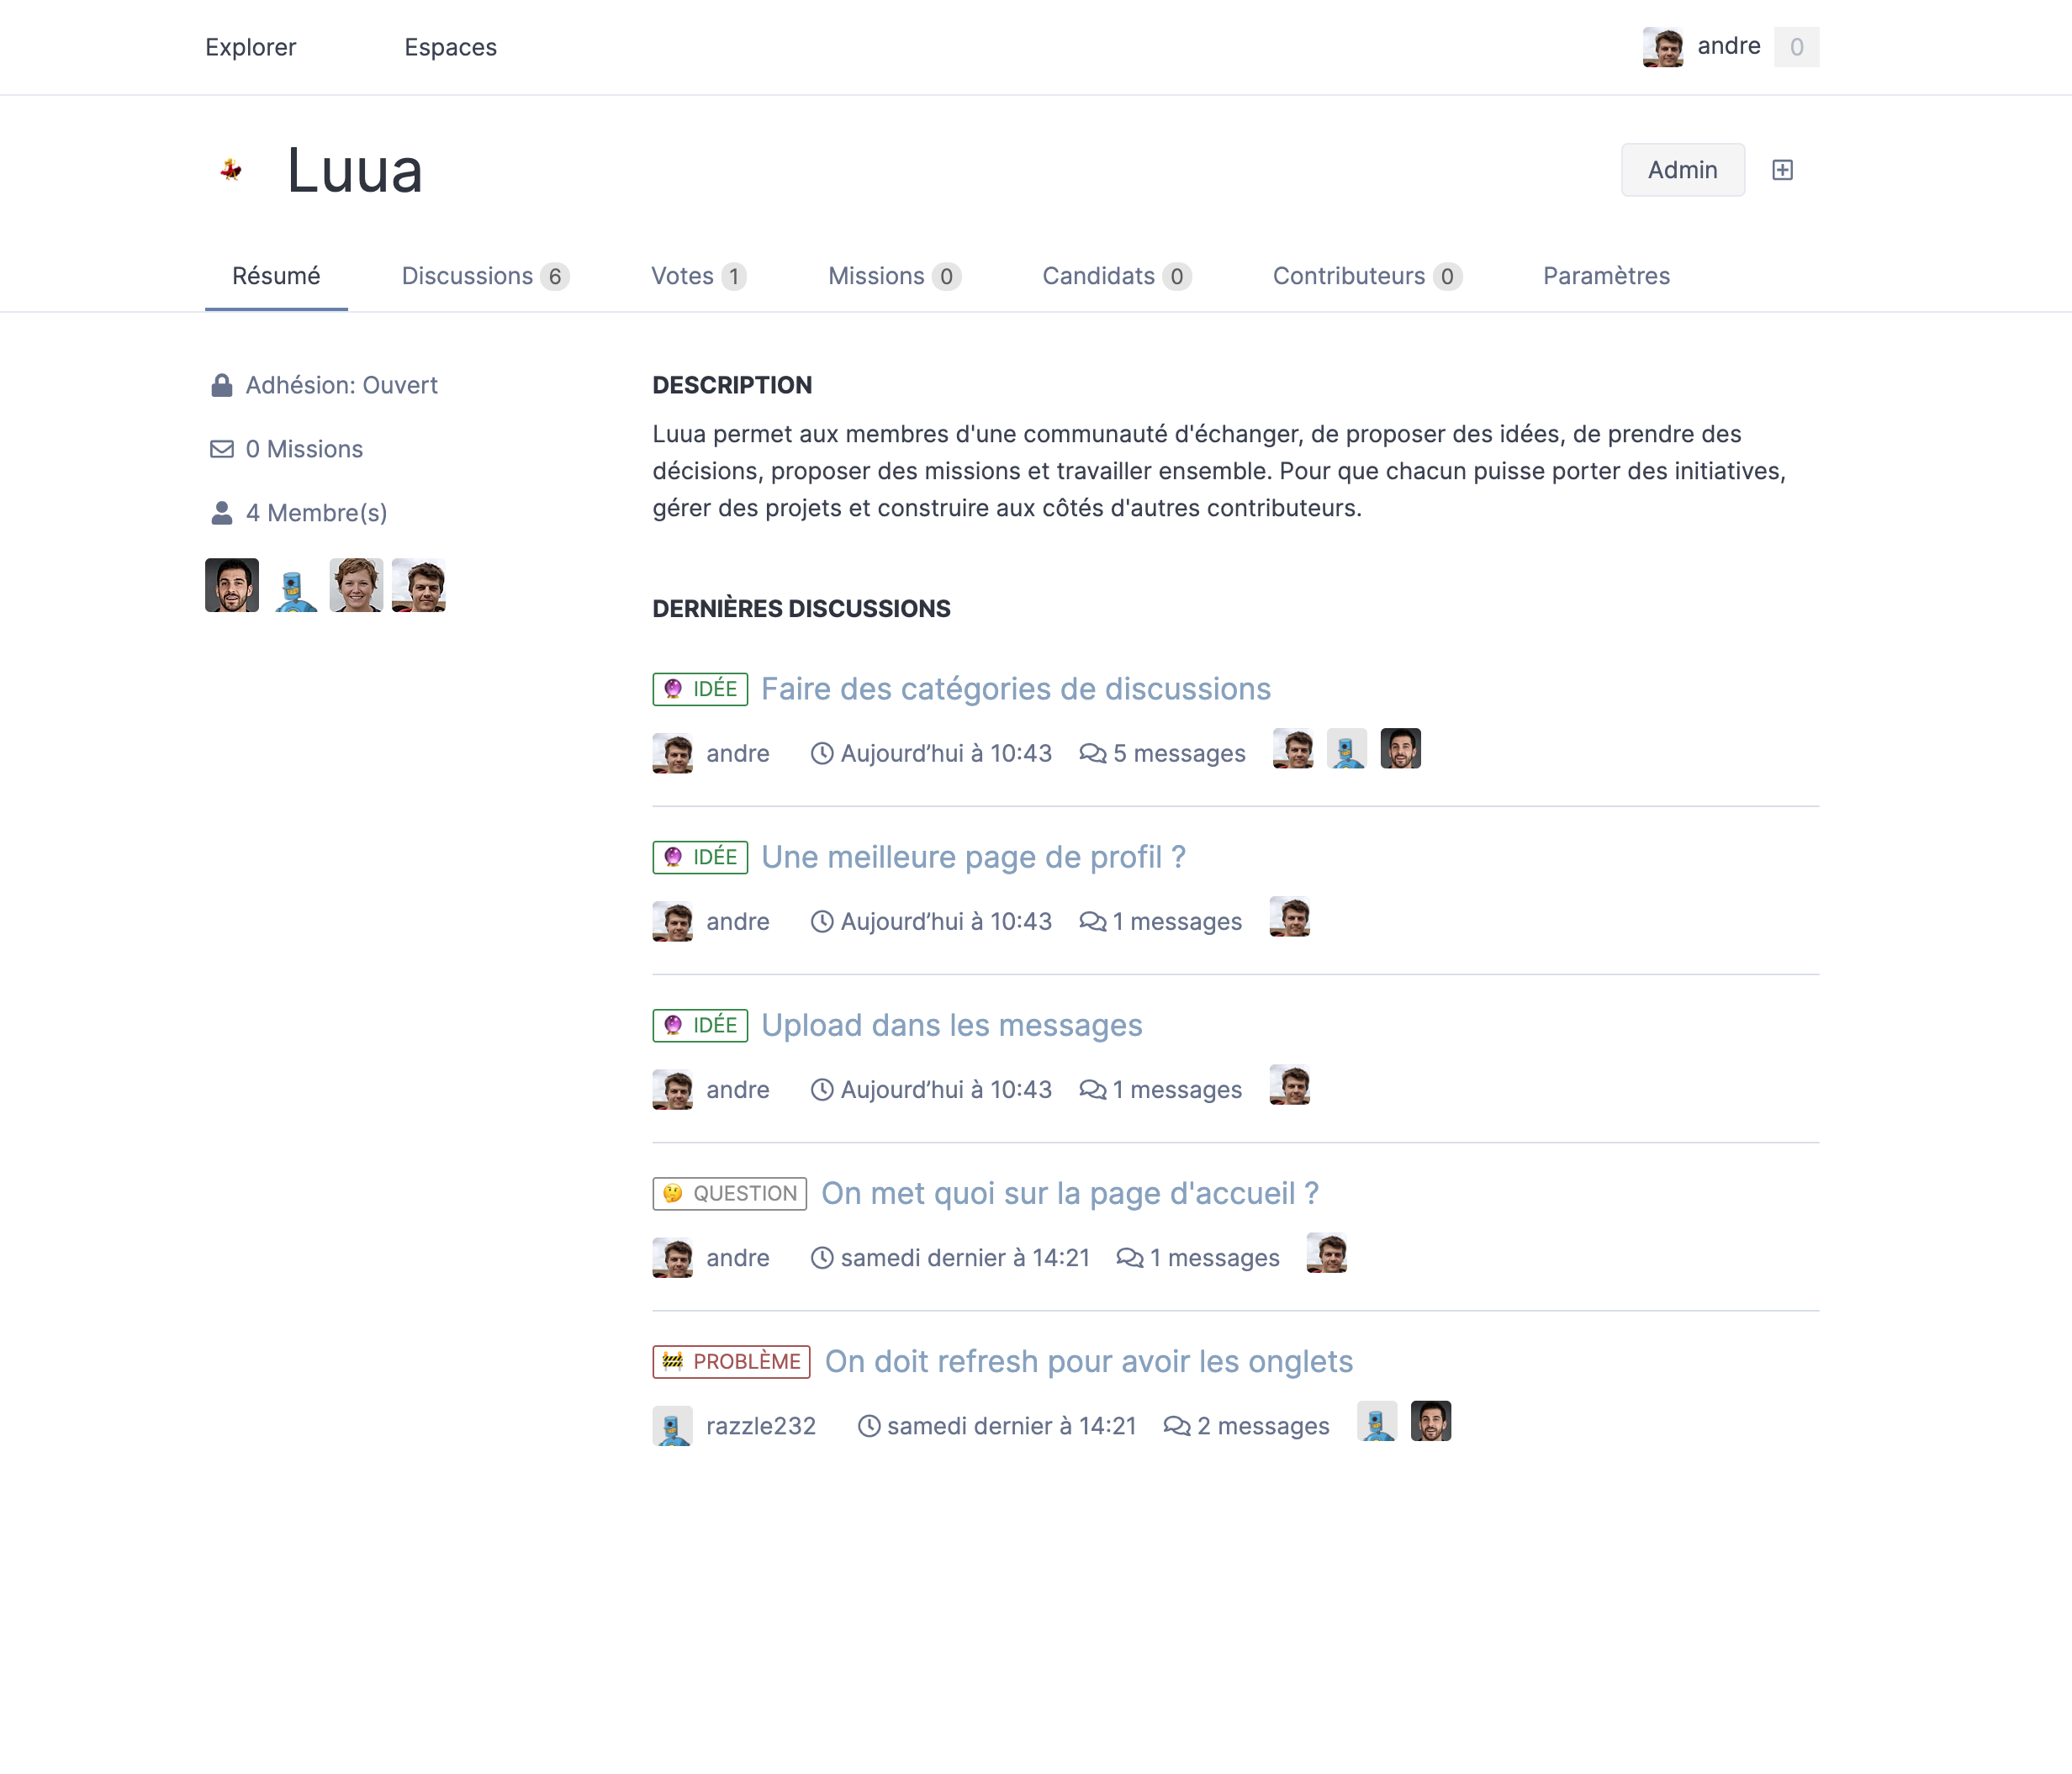 Explorer Espaces andre 0
Luua Admin
Résumé Discussions 6 Votes 1 Missions 0 Candidats 0 Contributeurs 0 Paramètres
Adhésion: Ouvert
0 Missions
4 Membre(s)
DESCRIPTION
Luua permet aux membres d'une communauté d'échanger, de proposer des idées, de prendre des
décisions, proposer des missions et travailler ensemble. Pour que chacun puisse porter des initiatives,
gérer des projets et construire aux côtés d'autres contributeurs.
DERNIÈRES DISCUSSIONS
IDÉE Faire des catégories de discussions
andre Aujourd’hui à 10:43 5 messages
IDÉE Une meilleure page de profil ?
andre Aujourd’hui à 10:43 1 messages
IDÉE Upload dans les messages
andre Aujourd’hui à 10:43 1 messages
QUESTION On met quoi sur la page d'accueil ?
andre samedi dernier à 14:21 1 messages
PROBLÈME On doit refresh pour avoir les onglets
razzle232 samedi dernier à 14:21 2 messages